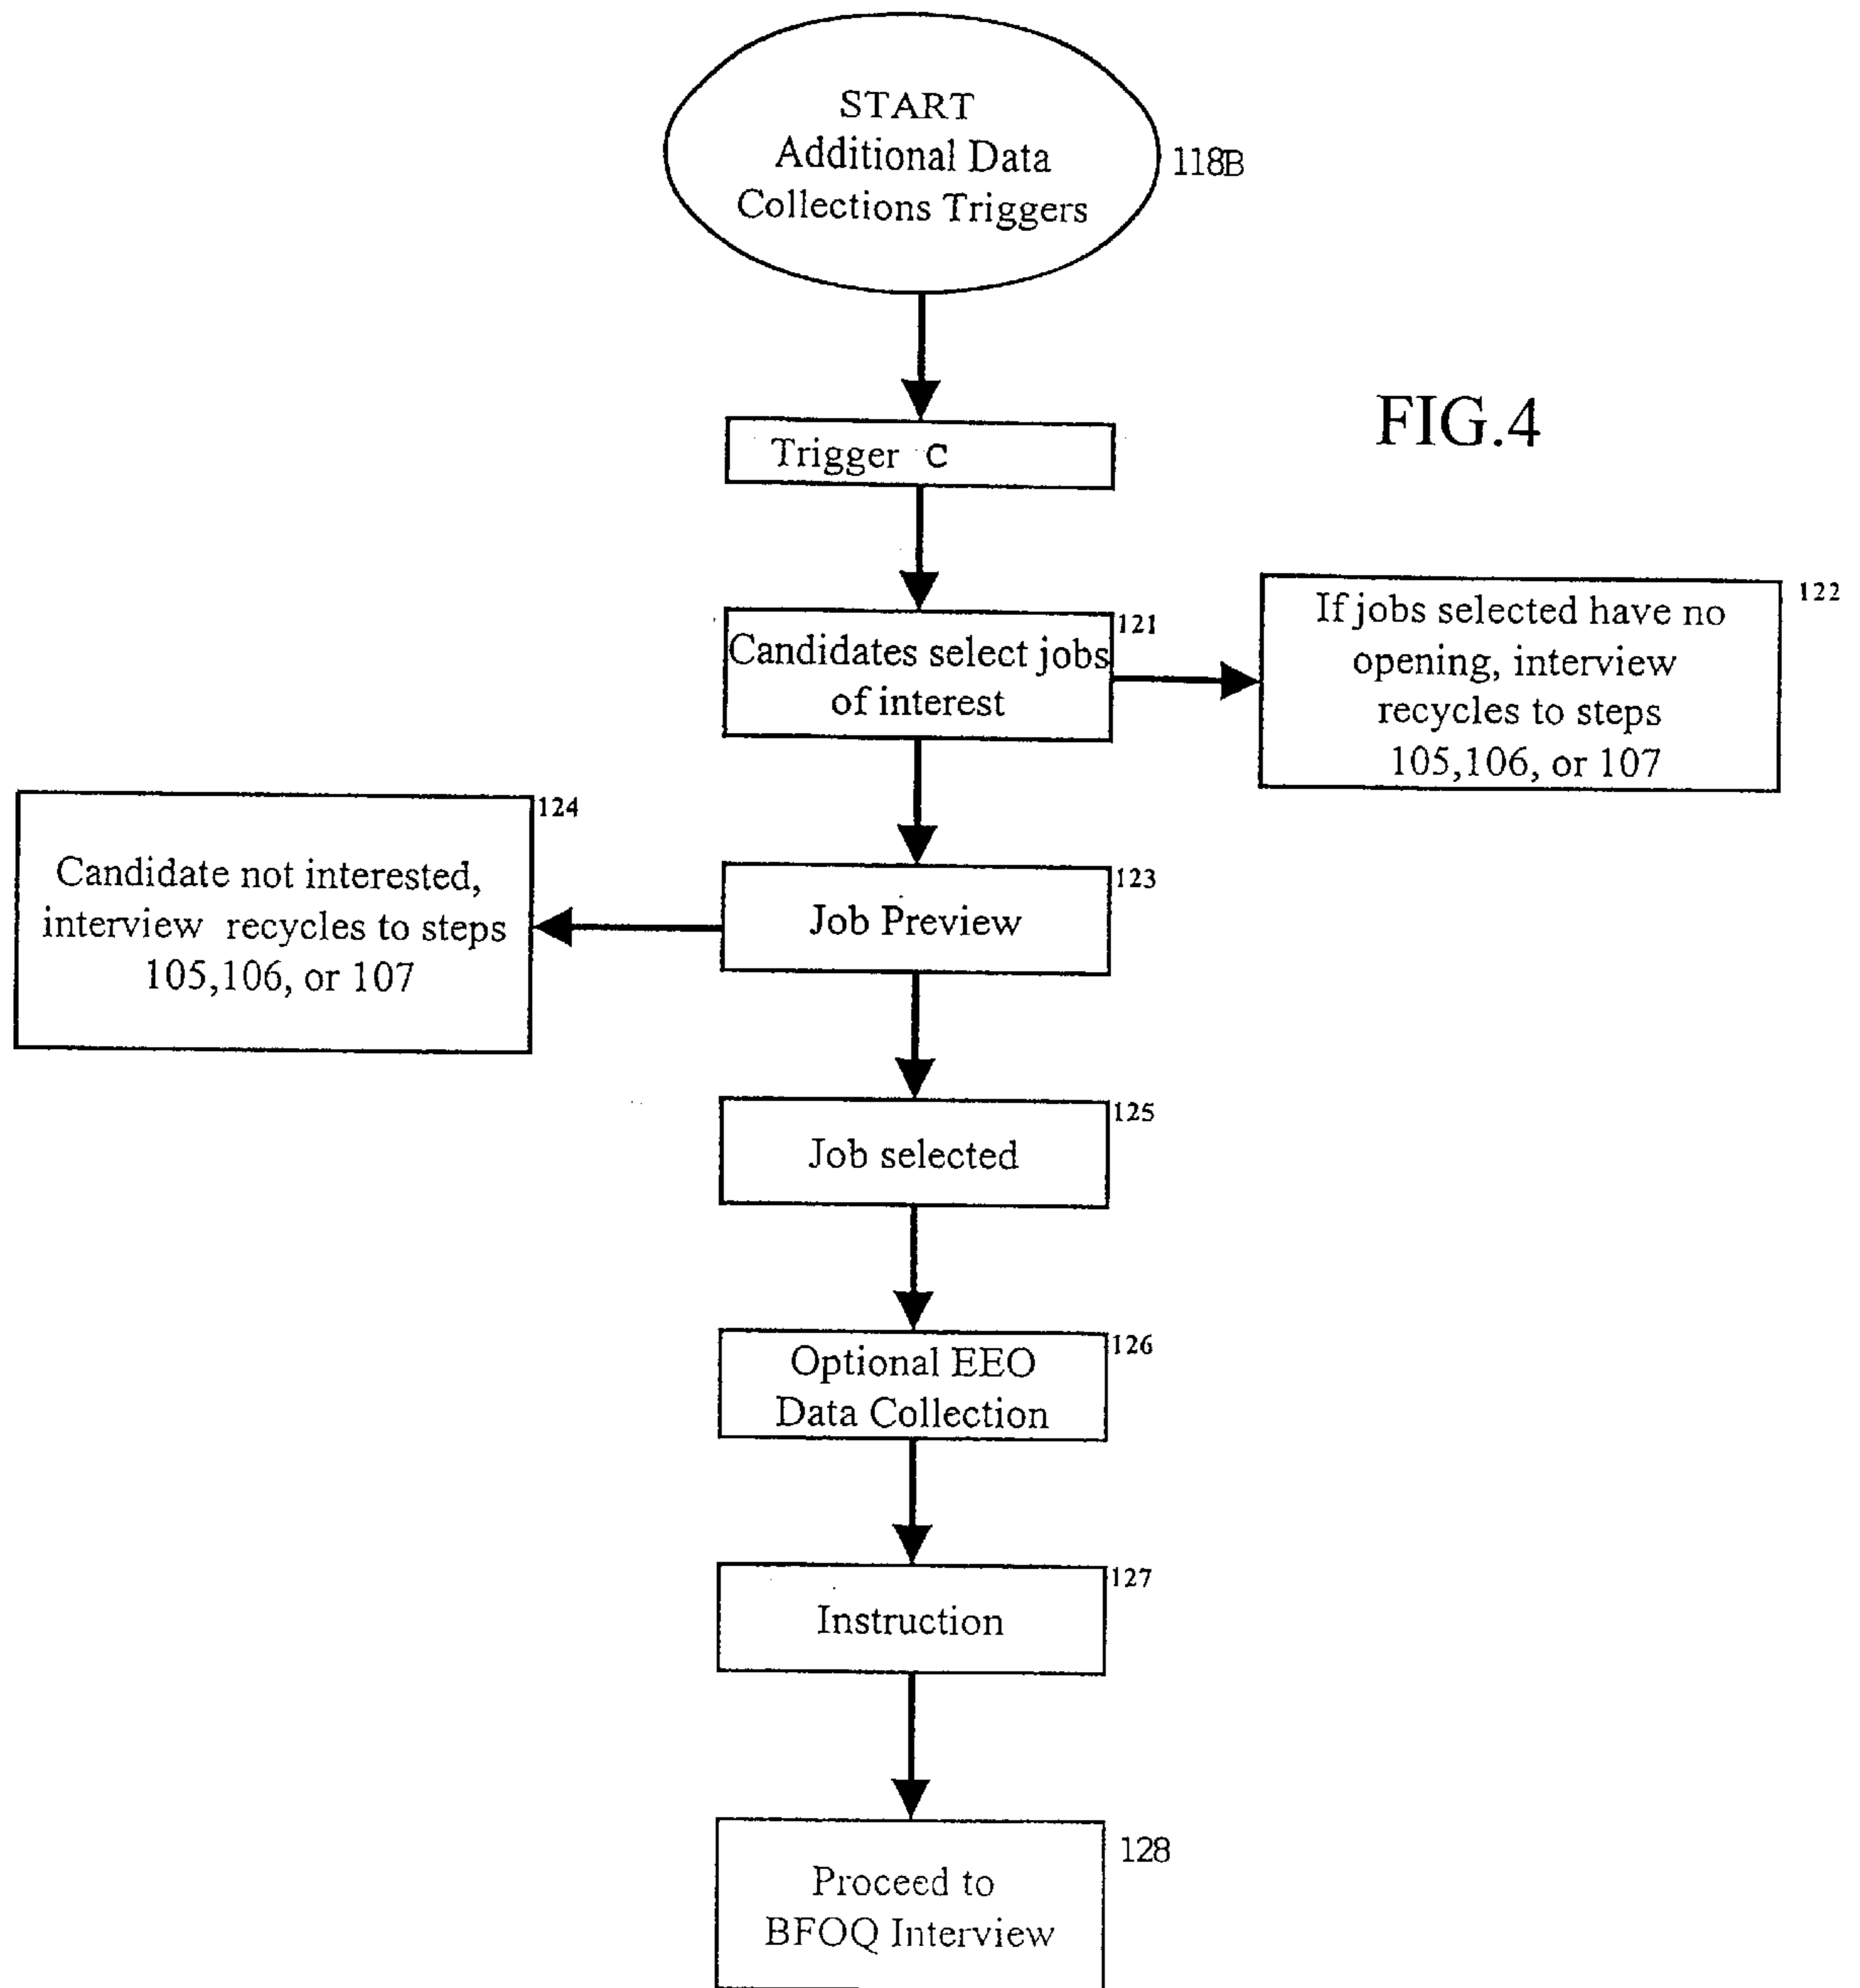 START
Additional Data
Collections Triggers
118B
FIG.4
Trigger C
121
Candidates select jobs
of interest
122
If jobs selected have no
opening, interview
recycles to steps
105,106, or 107
124
Candidate not interested,
interview recycles to steps
105,106, or 107
123
Job Preview
125
Job selected
126
Optional EEO
Data Collection
127
Instruction
128
Proceed to
BFOQ Interview